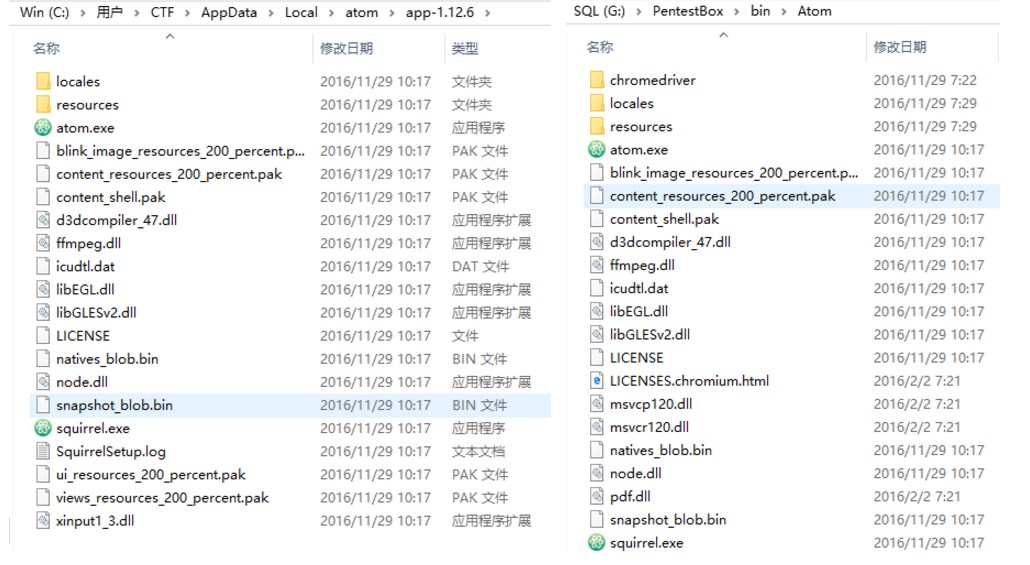 Win (C:) > 用户 > CTF > AppData > Local > atom > app-1.12.6 >
名称 修改日期 类型
locales 2016/11/29 10:17 文件夹
resources 2016/11/29 10:17 文件夹
atom.exe 2016/11/29 10:17 应用程序
blink_image_resources_200_percent.p... 2016/11/29 10:17 PAK 文件
content_resources_200_percent.pak 2016/11/29 10:17 PAK 文件
content_shell.pak 2016/11/29 10:17 PAK 文件
d3dcompiler_47.dll 2016/11/29 10:17 应用程序扩展
ffmpeg.dll 2016/11/29 10:17 应用程序扩展
icudtl.dat 2016/11/29 10:17 DAT 文件
libEGL.dll 2016/11/29 10:17 应用程序扩展
libGLESv2.dll 2016/11/29 10:17 应用程序扩展
LICENSE 2016/11/29 10:17 文件
natives_blob.bin 2016/11/29 10:17 BIN 文件
node.dll 2016/11/29 10:17 应用程序扩展
snapshot_blob.bin 2016/11/29 10:17 BIN 文件
squirrel.exe 2016/11/29 10:17 应用程序
SquirrelSetup.log 2016/11/29 10:17 文本文档
ui_resources_200_percent.pak 2016/11/29 10:17 PAK 文件
views_resources_200_percent.pak 2016/11/29 10:17 PAK 文件
xinput1_3.dll 2016/11/29 10:17 应用程序扩展
SQL (G:) > PentestBox > bin > Atom
名称 修改日期
chromedriver 2016/11/29 7:22
locales 2016/11/29 7:29
resources 2016/11/29 7:29
atom.exe 2016/11/29 10:17
blink_image_resources_200_percent.p... 2016/11/29 10:17
content_resources_200_percent.pak 2016/11/29 10:17
content_shell.pak 2016/11/29 10:17
d3dcompiler_47.dll 2016/11/29 10:17
ffmpeg.dll 2016/11/29 10:17
icudtl.dat 2016/11/29 10:17
libEGL.dll 2016/11/29 10:17
libGLESv2.dll 2016/11/29 10:17
LICENSE 2016/11/29 10:17
LICENSES.chromium.html 2016/2/2 7:21
msvcp120.dll 2016/2/2 7:21
msvcr120.dll 2016/2/2 7:21
natives_blob.bin 2016/11/29 10:17
node.dll 2016/11/29 10:17
pdf.dll 2016/2/2 7:21
snapshot_blob.bin 2016/11/29 10:17
squirrel.exe 2016/11/29 10:17